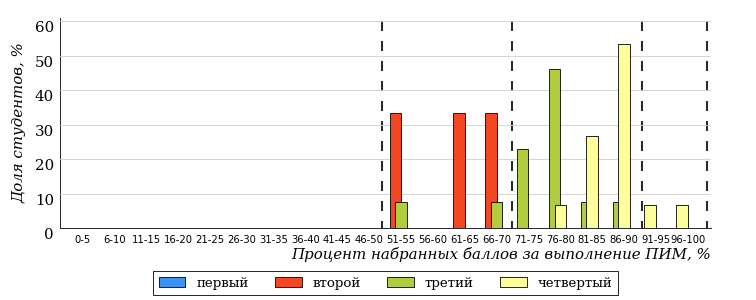 Доля студентов, %
60
50
40
30
20
10
0
0-5 6-10 11-15 16-20 21-25 26-30 31-35 36-40 41-45 46-50 51-55 56-60 61-65 66-70 71-75 76-80 81-85 86-90 91-95 96-100
Процент набранных баллов за выполнение ПИМ, %
первый второй третий четвертый